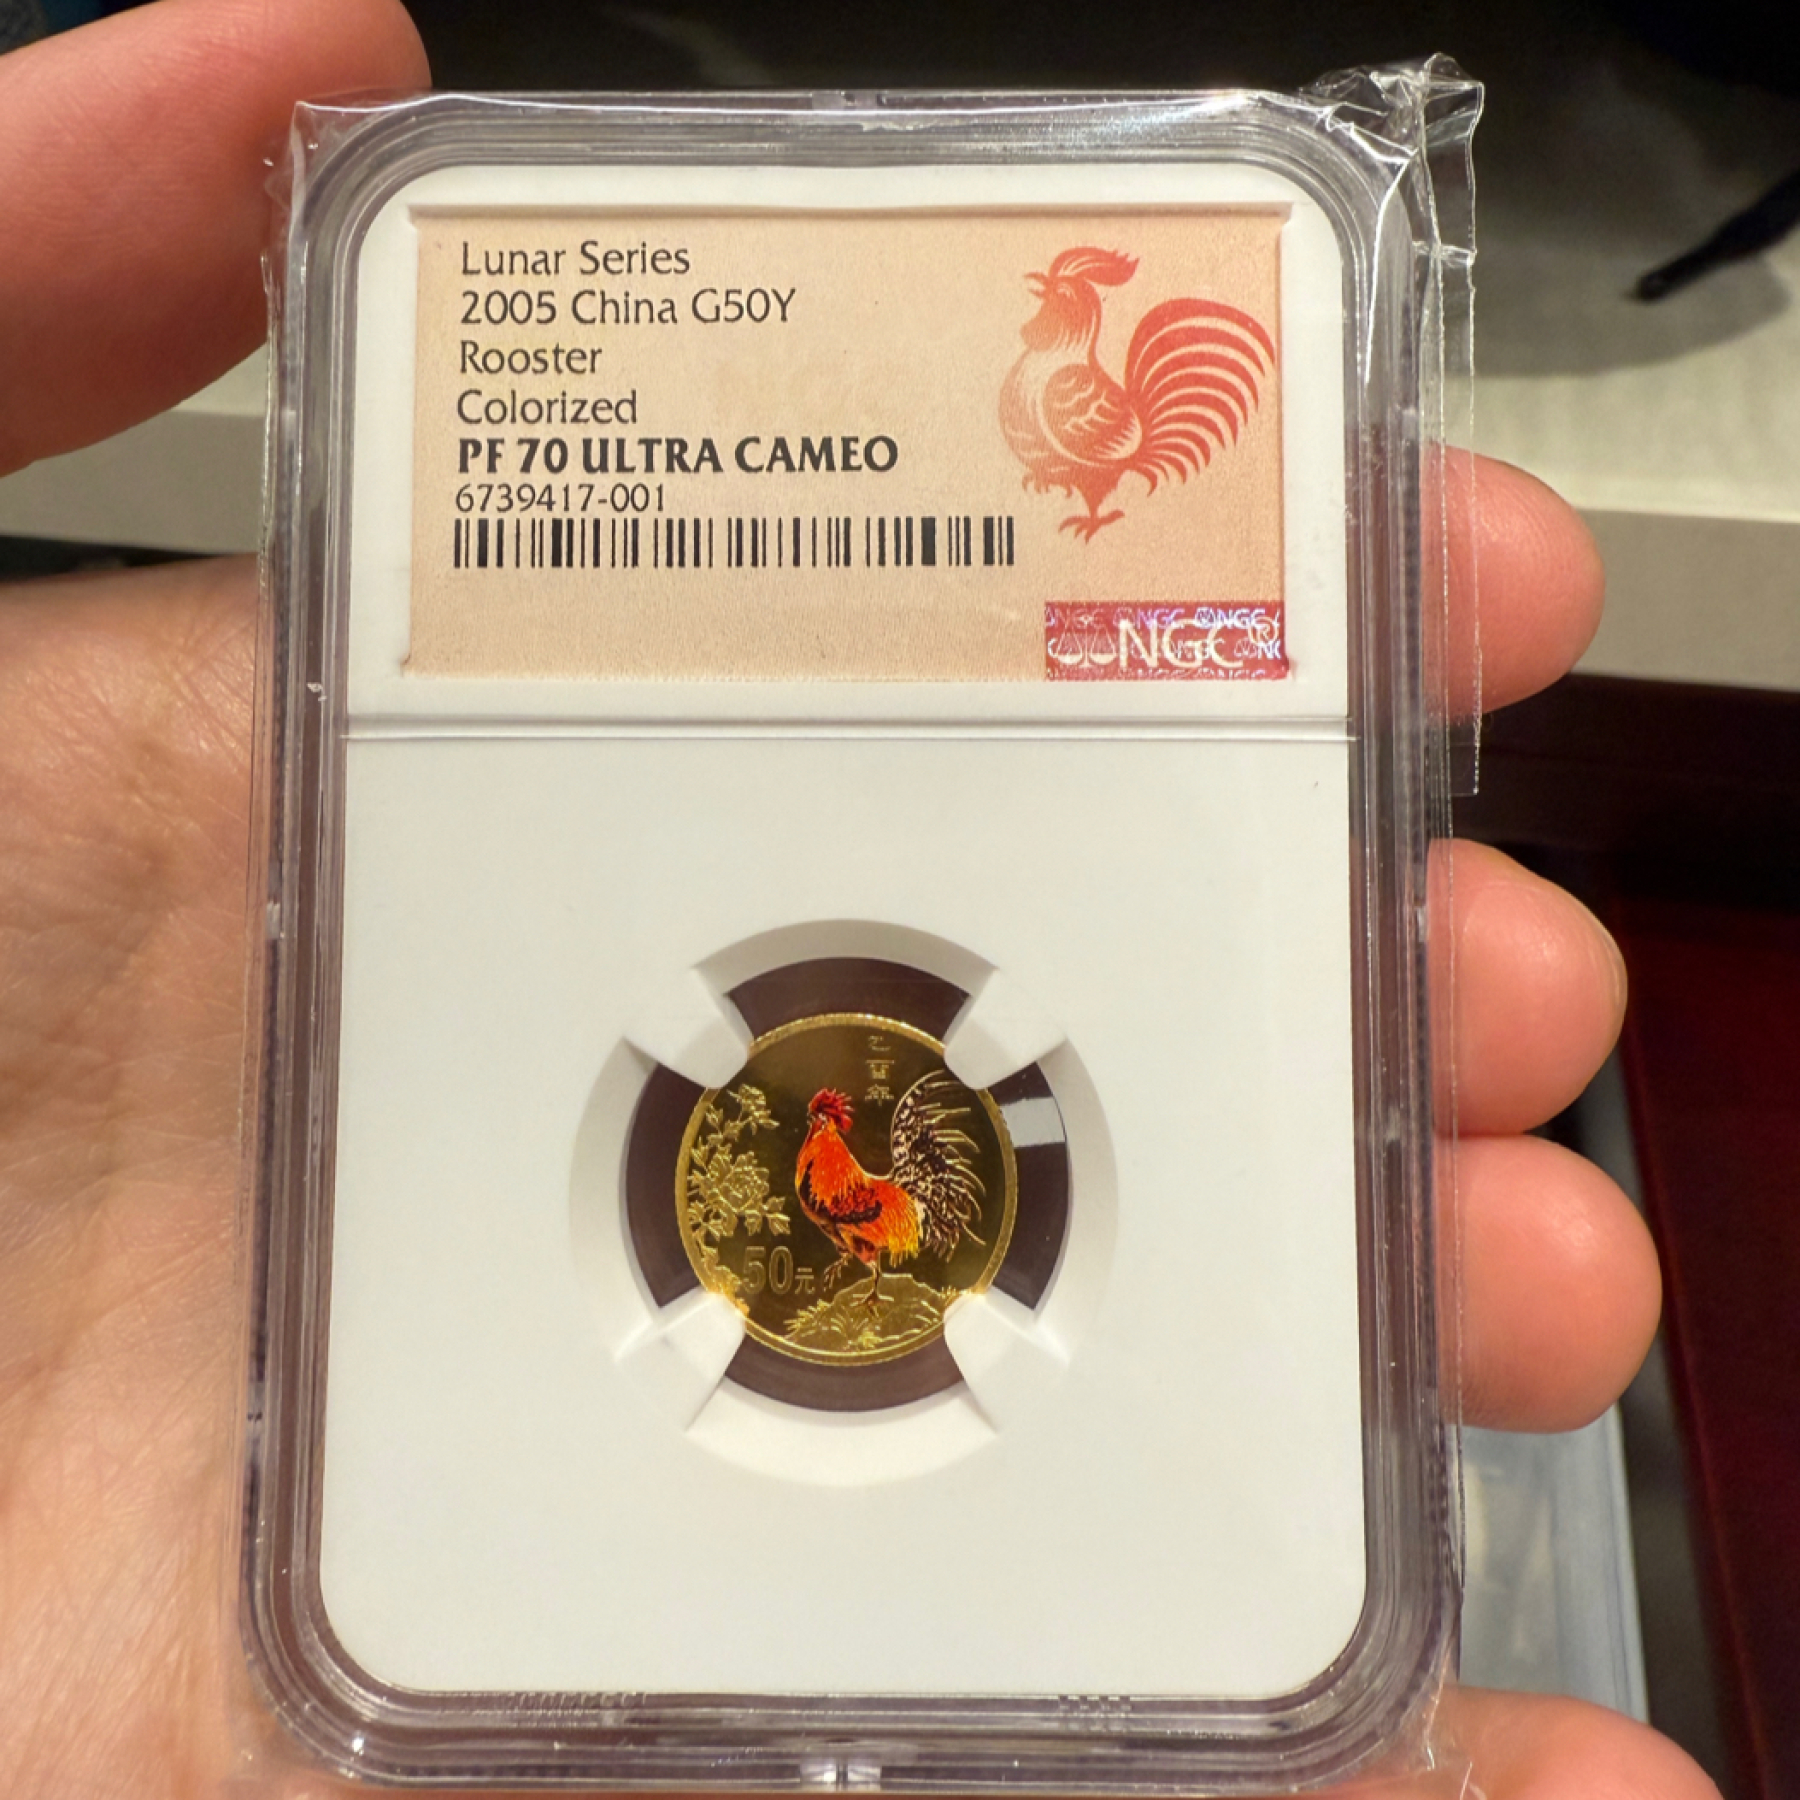 Lunar Series
2005 China G50Y
Rooster
Colorized
PF 70 ULTRA CAMEO
6739417-001
NGC®
乙
酉
年
50元